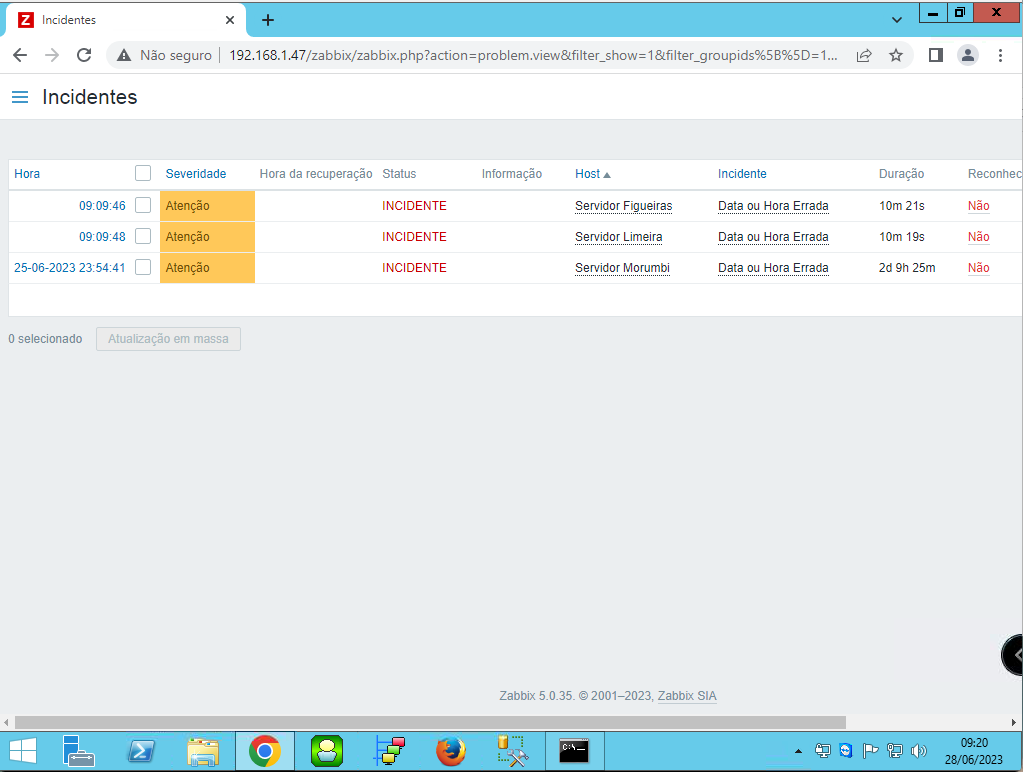 Incidentes
Não seguro 192.168.1.47/zabbix/zabbix.php?action=problem.view&filter_show=1&filter_groupids%5B%5D=1...
Incidentes
Hora Severidade Hora da recuperação Status Informação Host Incidente Duração Reconhec
09:09:46 Atenção INCIDENTE Servidor Figueiras Data ou Hora Errada 10m 21s Não
09:09:48 Atenção INCIDENTE Servidor Limeira Data ou Hora Errada 10m 19s Não
25-06-2023 23:54:41 Atenção INCIDENTE Servidor Morumbi Data ou Hora Errada 2d 9h 25m Não
0 selecionado Atualização em massa
Zabbix 5.0.35. © 2001–2023, Zabbix SIA
09:20
28/06/2023